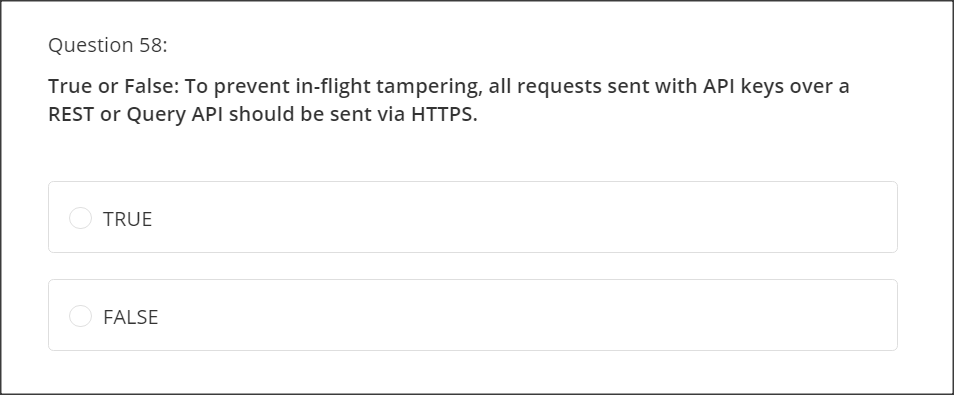 Question 58:
True or False: To prevent in-flight tampering, all requests sent with API keys over a
REST or Query API should be sent via HTTPS.
TRUE
FALSE